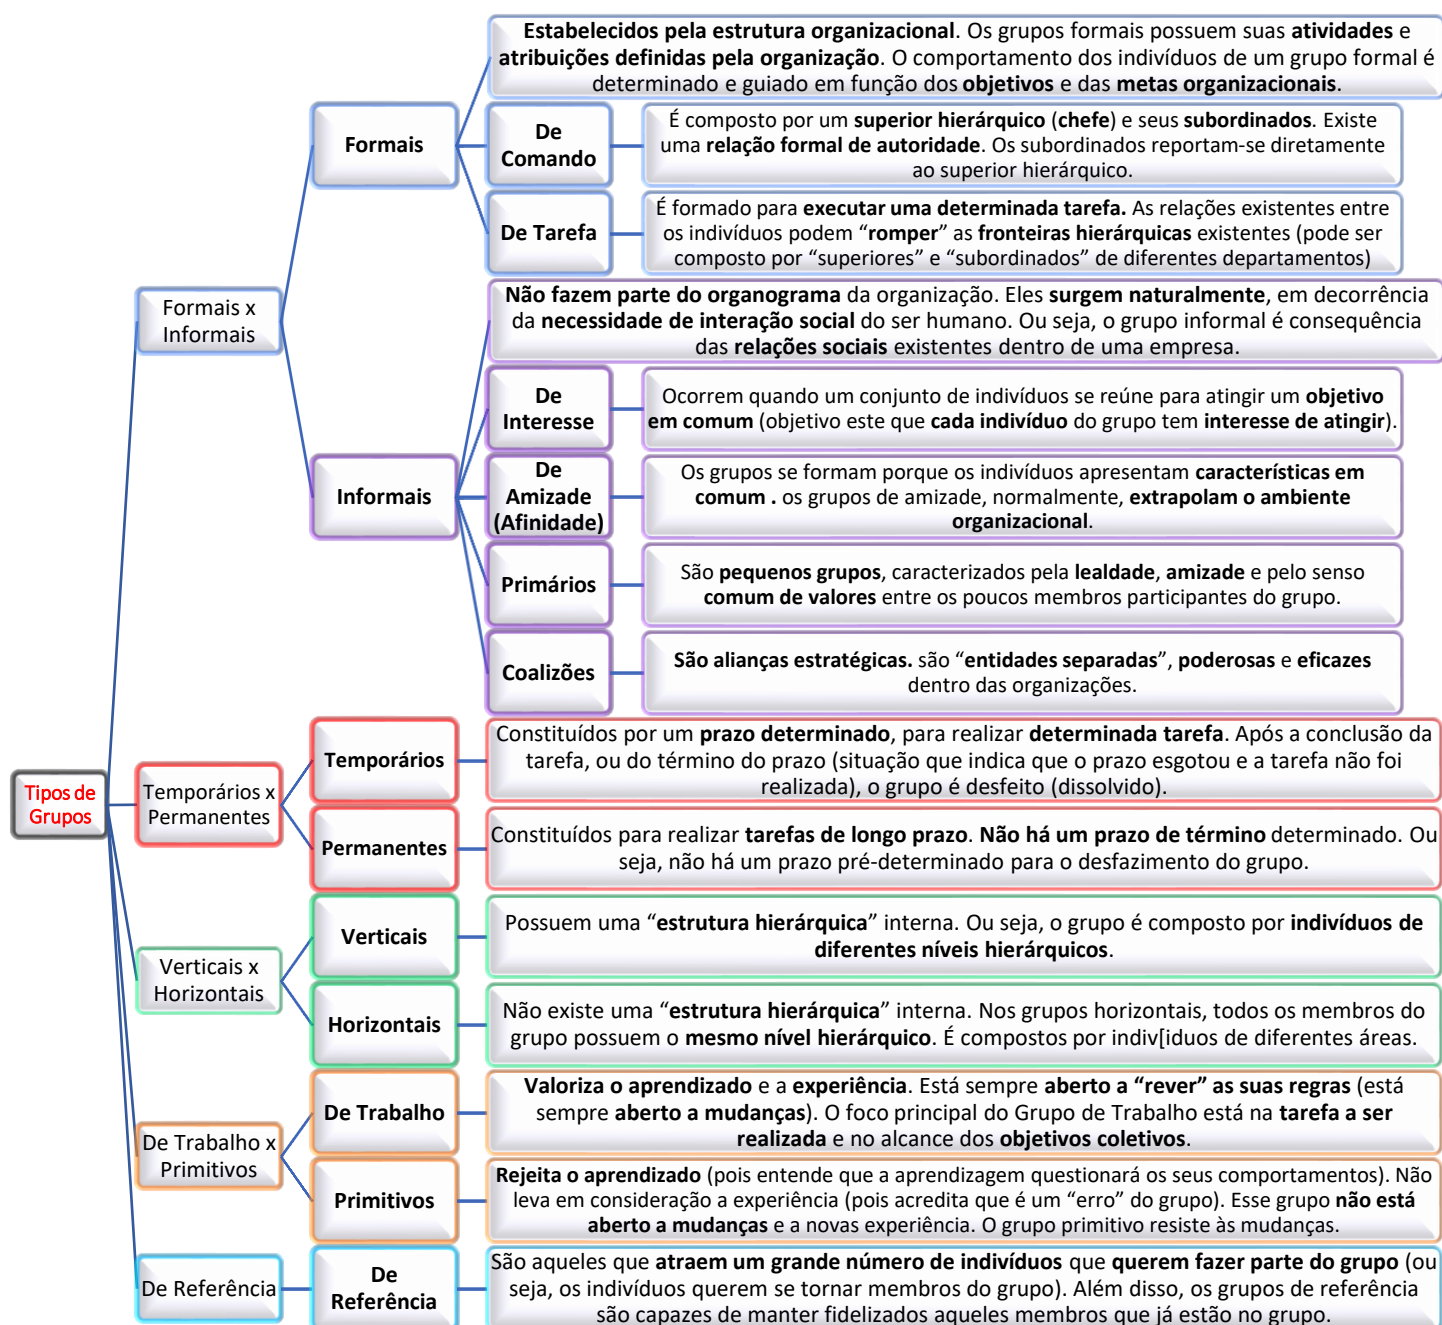 Tipos de
Grupos
Formais x
Informais
Formais
Estabelecidos pela estrutura organizacional. Os grupos formais possuem suas atividades e
atribuições definidas pela organização. O comportamento dos indivíduos de um grupo formal é
determinado e guiado em função dos objetivos e das metas organizacionais.
De
Comando
É composto por um superior hierárquico (chefe) e seus subordinados. Existe
uma relação formal de autoridade. Os subordinados reportam-se diretamente
ao superior hierárquico.
De Tarefa
É formado para executar uma determinada tarefa. As relações existentes entre
os indivíduos podem “romper” as fronteiras hierárquicas existentes (pode ser
composto por “superiores” e “subordinados” de diferentes departamentos)
Informais
Não fazem parte do organograma da organização. Eles surgem naturalmente, em decorrência
da necessidade de interação social do ser humano. Ou seja, o grupo informal é consequência
das relações sociais existentes dentro de uma empresa.
De
Interesse
Ocorrem quando um conjunto de indivíduos se reúne para atingir um objetivo
em comum (objetivo este que cada indivíduo do grupo tem interesse de atingir).
De
Amizade
(Afinidade)
Os grupos se formam porque os indivíduos apresentam características em
comum . os grupos de amizade, normalmente, extrapolam o ambiente
organizacional.
Primários
São pequenos grupos, caracterizados pela lealdade, amizade e pelo senso
comum de valores entre os poucos membros participantes do grupo.
Coalizões
São alianças estratégicas. são “entidades separadas”, poderosas e eficazes
dentro das organizações.
Temporários x
Permanentes
Temporários
Constituídos por um prazo determinado, para realizar determinada tarefa. Após a conclusão da
tarefa, ou do término do prazo (situação que indica que o prazo esgotou e a tarefa não foi
realizada), o grupo é desfeito (dissolvido).
Permanentes
Constituídos para realizar tarefas de longo prazo. Não há um prazo de término determinado. Ou
seja, não há um prazo pré-determinado para o desfazimento do grupo.
Verticais x
Horizontais
Verticais
Possuem uma “estrutura hierárquica” interna. Ou seja, o grupo é composto por indivíduos de
diferentes níveis hierárquicos.
Horizontais
Não existe uma “estrutura hierárquica” interna. Nos grupos horizontais, todos os membros do
grupo possuem o mesmo nível hierárquico. É compostos por indiv[iduos de diferentes áreas.
De Trabalho x
Primitivos
De Trabalho
Valoriza o aprendizado e a experiência. Está sempre aberto a “rever” as suas regras (está
sempre aberto a mudanças). O foco principal do Grupo de Trabalho está na tarefa a ser
realizada e no alcance dos objetivos coletivos.
Primitivos
Rejeita o aprendizado (pois entende que a aprendizagem questionará os seus comportamentos). Não
leva em consideração a experiência (pois acredita que é um “erro” do grupo). Esse grupo não está
aberto a mudanças e a novas experiência. O grupo primitivo resiste às mudanças.
De Referência
De
Referência
São aqueles que atraem um grande número de indivíduos que querem fazer parte do grupo (ou
seja, os indivíduos querem se tornar membros do grupo). Além disso, os grupos de referência
são capazes de manter fidelizados aqueles membros que já estão no grupo.